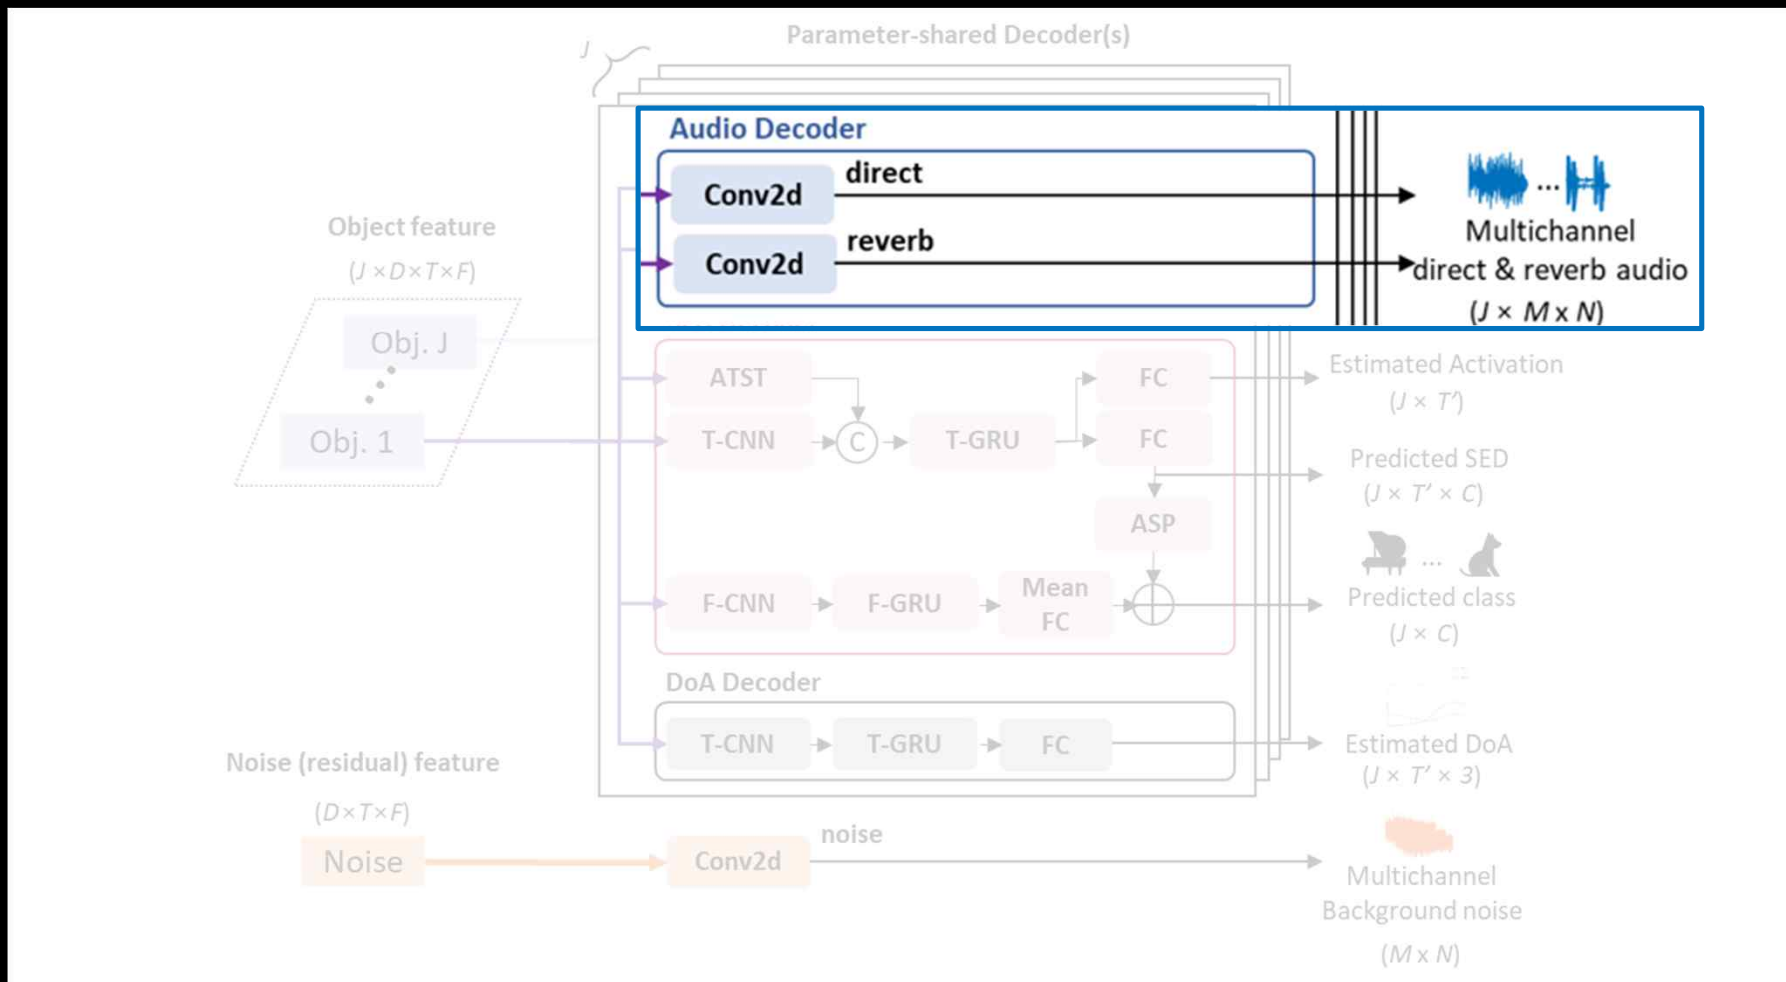 Parameter-shared Decoder(s)
J
Audio Decoder
Conv2d
direct
Conv2d
reverb
...
Multichannel
direct & reverb audio
(J × M x N)
Object feature
(J×D×T×F)
Obj. J
Obj. 1
ATST
T-CNN
C
T-GRU
FC
FC
ASP
F-CNN
F-GRU
Mean
FC
Estimated Activation
(J × T′)
Predicted SED
(J × T′ × C)
...
Predicted class
(J × C)
DoA Decoder
T-CNN
T-GRU
FC
Estimated DoA
(J × T′ × 3)
Noise (residual) feature
(D×T×F)
Noise
Conv2d
noise
Multichannel
Background noise
(M x N)